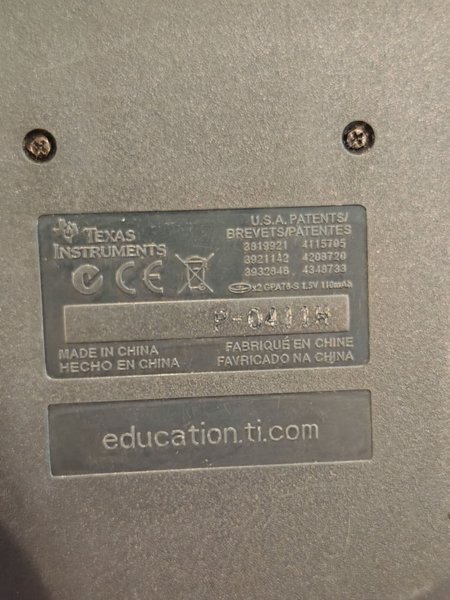 TEXAS
INSTRUMENTS
U.S.A. PATENTS/
BREVETS/PATENTES
3819921 4115705
3921142 4208720
3932846 4348733
x2 GPA76-S 1.5V 110mAh
P-0411H
MADE IN CHINA
HECHO EN CHINA
FABRIQUÉ EN CHINE
FAVRICADO NA CHINA
education.ti.com